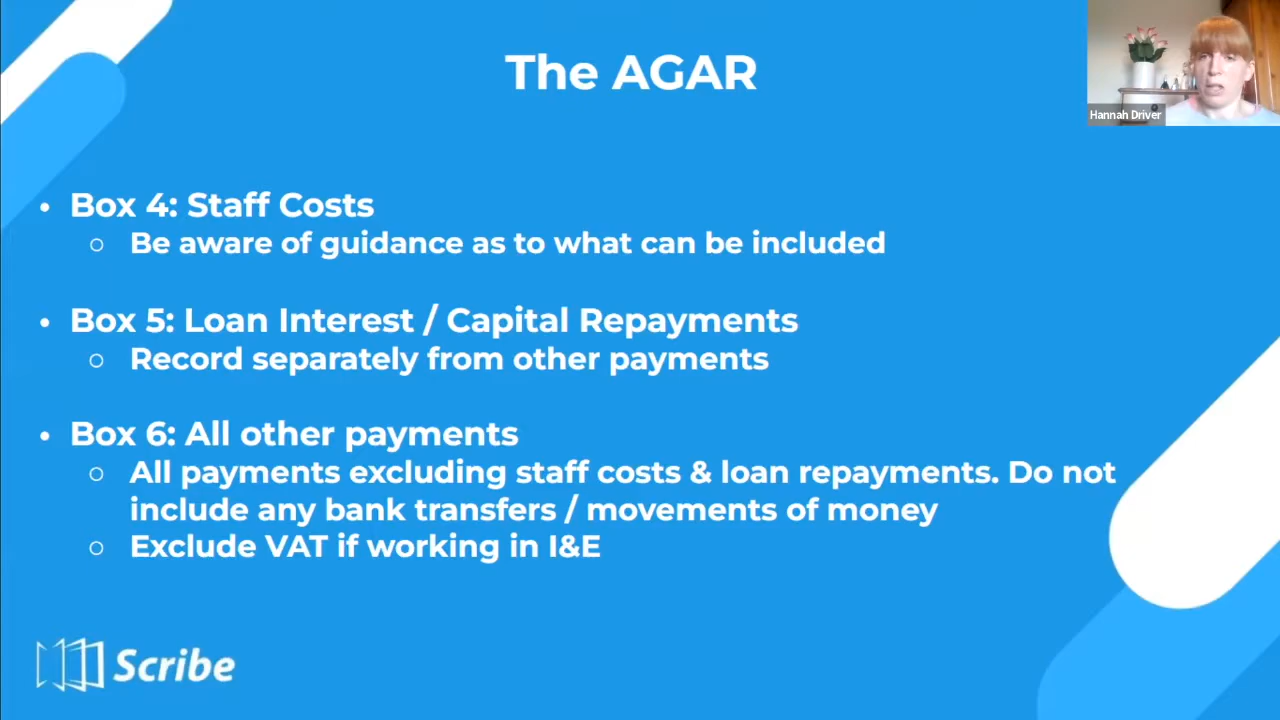 The AGAR
Hannah Driver
• Box 4: Staff Costs
○ Be aware of guidance as to what can be included
• Box 5: Loan Interest / Capital Repayments
○ Record separately from other payments
• Box 6: All other payments
○ All payments excluding staff costs & loan repayments. Do not
include any bank transfers / movements of money
○ Exclude VAT if working in I&E
Scribe